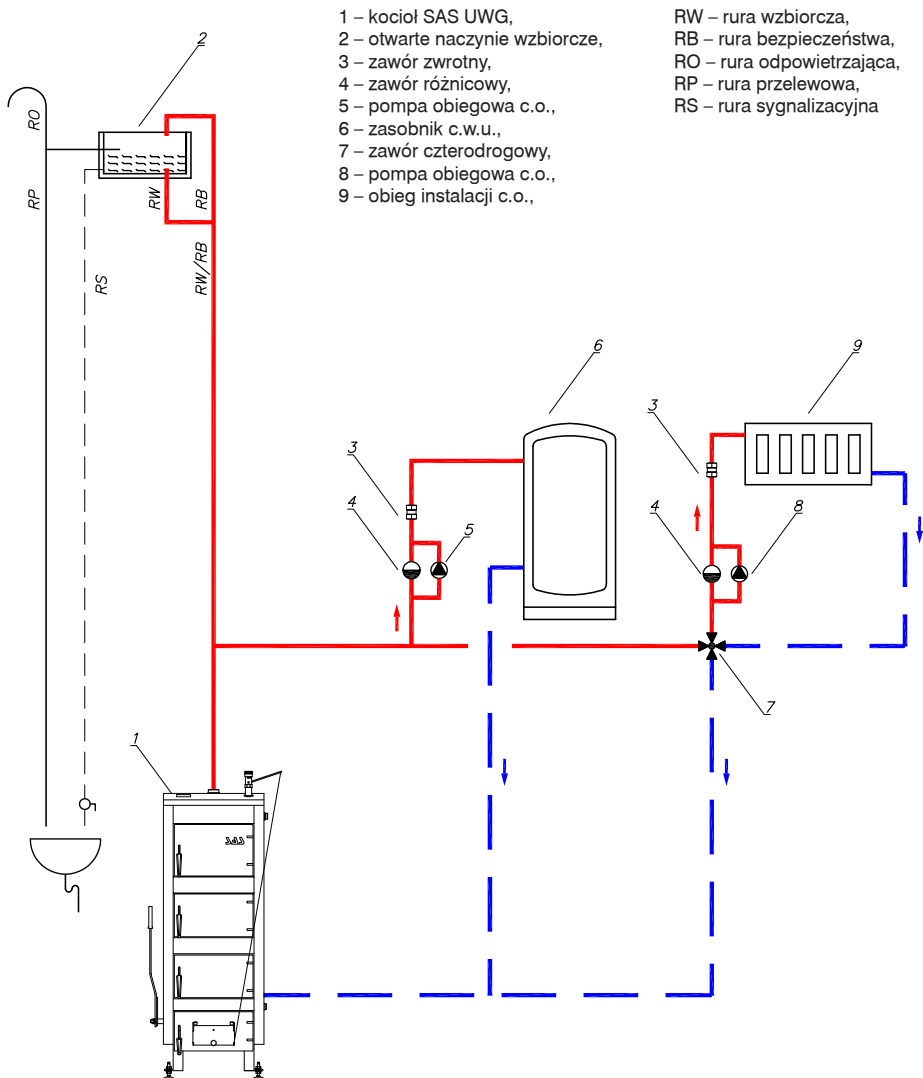 1 – kocioł SAS UWG,
2 – otwarte naczynie wzbiorcze,
3 – zawór zwrotny,
4 – zawór różnicowy,
5 – pompa obiegowa c.o.,
6 – zasobnik c.w.u.,
7 – zawór czterodrogowy,
8 – pompa obiegowa c.o.,
9 – obieg instalacji c.o.,
RW – rura wzbiorcza,
RB – rura bezpieczeństwa,
RO – rura odpowietrzająca,
RP – rura przelewowa,
RS – rura sygnalizacyjna
2
RO
RP
RW
RB
RS
RW/RB
6
9
3
3
4
5
4
8
7
1
SAS